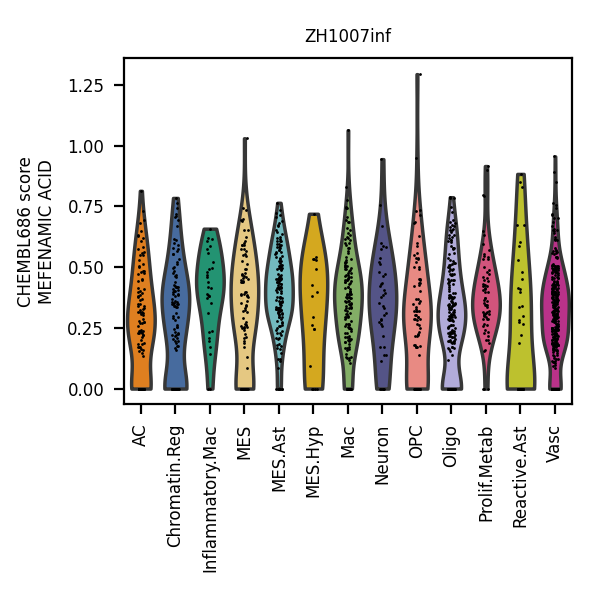 ZH1007inf
CHEMBL686 score
MEFENAMIC ACID
1.25
1.00
0.75
0.50
0.25
0.00
AC
Chromatin.Reg
Inflammatory.Mac
MES
MES.Ast
MES.Hyp
Mac
Neuron
OPC
Oligo
Prolif.Metab
Reactive.Ast
Vasc